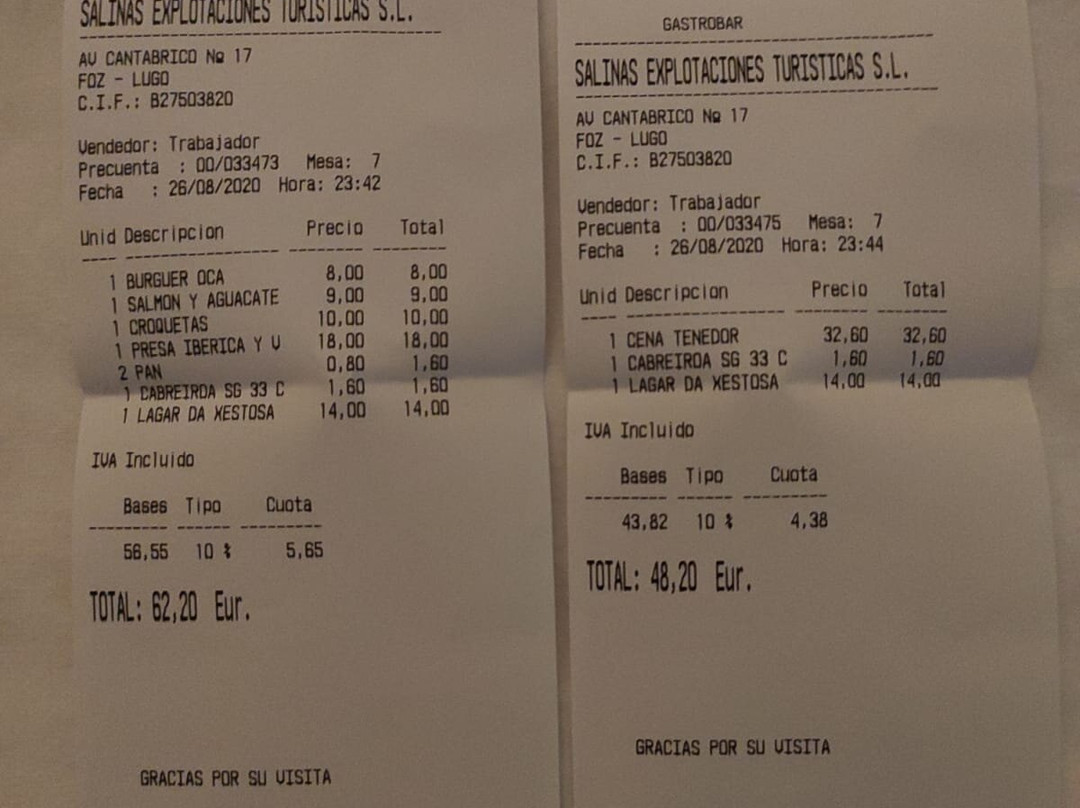 SALINAS EXPLOTACIONES TURISTICAS S.L.
AV CANTABRICO Nº 17
FOZ - LUGO
C.I.F.: B27503820
Vendedor: Trabajador
Precuenta : 00/033473 Mesa: 7
Fecha : 26/08/2020 Hora: 23:42
Unid Descripcion Precio Total
1 BURGUER OCA 8,00 8,00
1 SALMON Y AGUACATE 9,00 9,00
1 CROQUETAS 10,00 10,00
1 PRESA IBERICA Y V 18,00 18,00
2 PAN 0,80 1,60
1 CABREIROA SG 33 C 1,60 1,60
1 LAGAR DA XESTOSA 14,00 14,00
IVA Incluido
Bases Tipo Cuota
56,55 10 % 5,65
TOTAL: 62,20 Eur.
GRACIAS POR SU VISITA
GASTROBAR
SALINAS EXPLOTACIONES TURISTICAS S.L.
AV CANTABRICO Nº 17
FOZ - LUGO
C.I.F.: B27503820
Vendedor: Trabajador
Precuenta : 00/033475 Mesa: 7
Fecha : 26/08/2020 Hora: 23:44
Unid Descripcion Precio Total
1 CENA TENEDOR 32,60 32,60
1 CABREIROA SG 33 C 1,60 1,60
1 LAGAR DA XESTOSA 14,00 14,00
IVA Incluido
Bases Tipo Cuota
43,82 10 % 4,38
TOTAL: 48,20 Eur.
GRACIAS POR SU VISITA